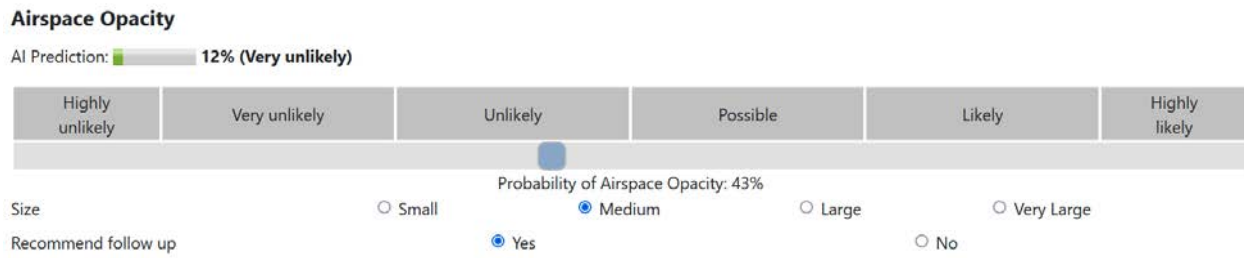 Airspace Opacity
AI Prediction: 12% (Very unlikely)
Highly unlikely Very unlikely Unlikely Possible Likely Highly likely
Probability of Airspace Opacity: 43%
Size Small Medium Large Very Large
Recommend follow up Yes No